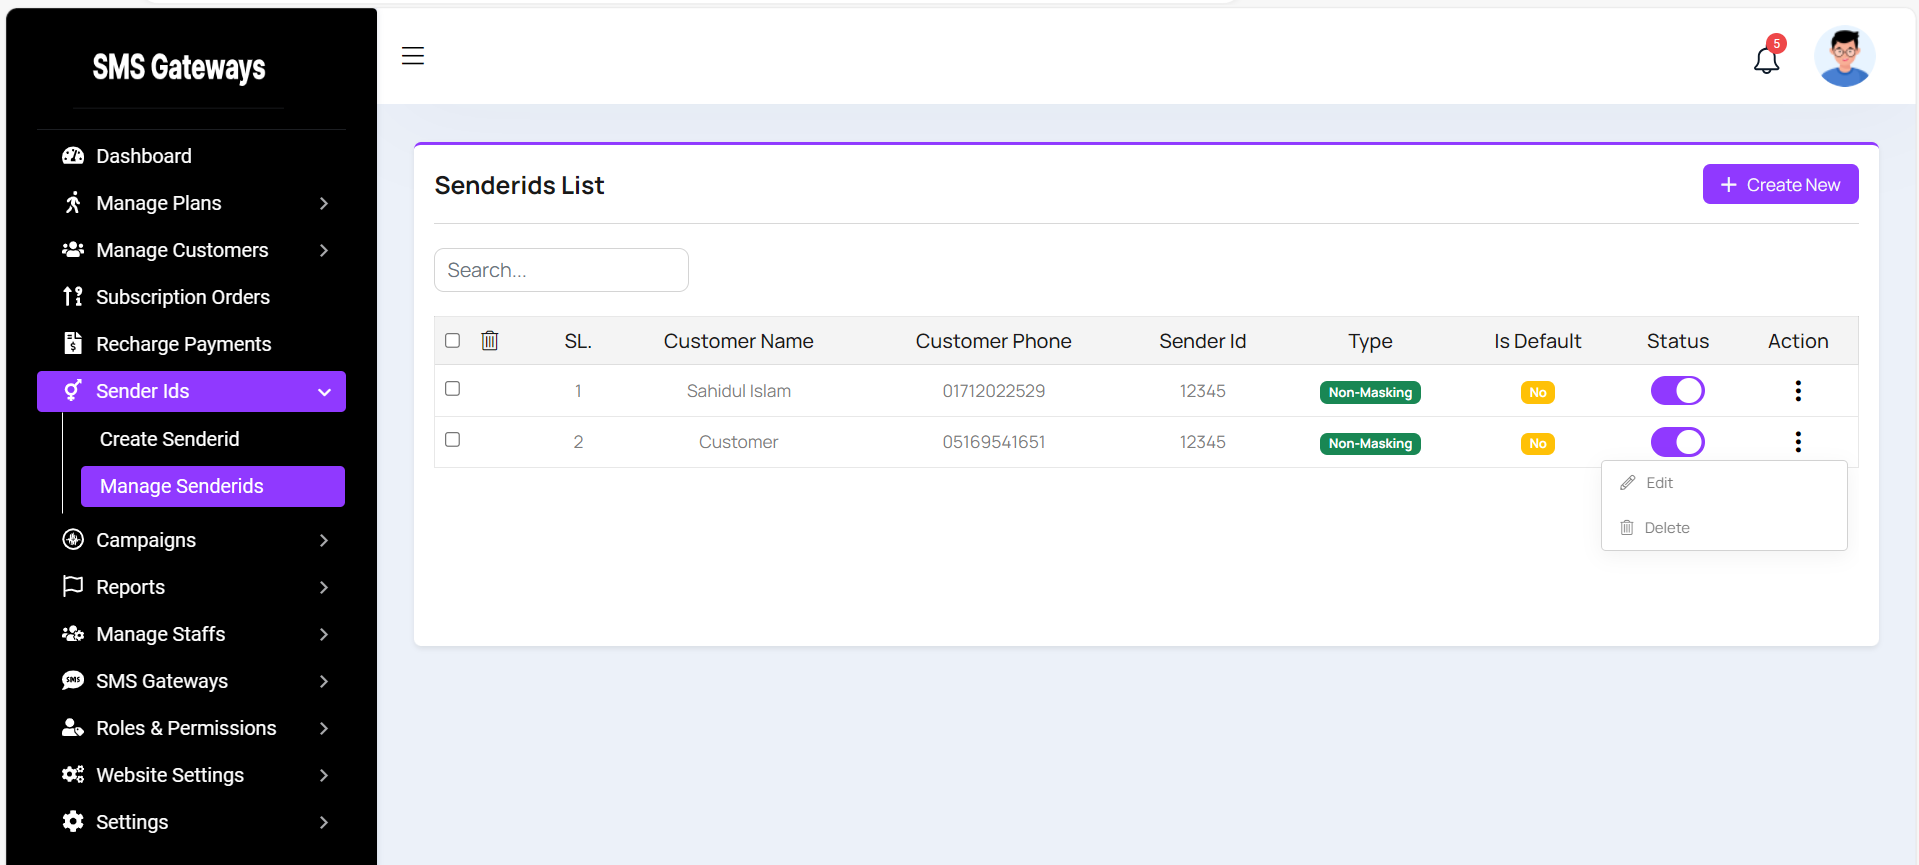 SMS Gateways
5
Dashboard
Manage Plans
Manage Customers
Subscription Orders
Recharge Payments
Sender Ids
Create Senderid
Manage Senderids
Campaigns
Reports
Manage Staffs
SMS Gateways
Roles & Permissions
Website Settings
Settings
Senderids List
+ Create New
Search...
SL. Customer Name Customer Phone Sender Id Type Is Default Status Action
1 Sahidul Islam 01712022529 12345 Non-Masking No
2 Customer 05169541651 12345 Non-Masking No
Edit
Delete